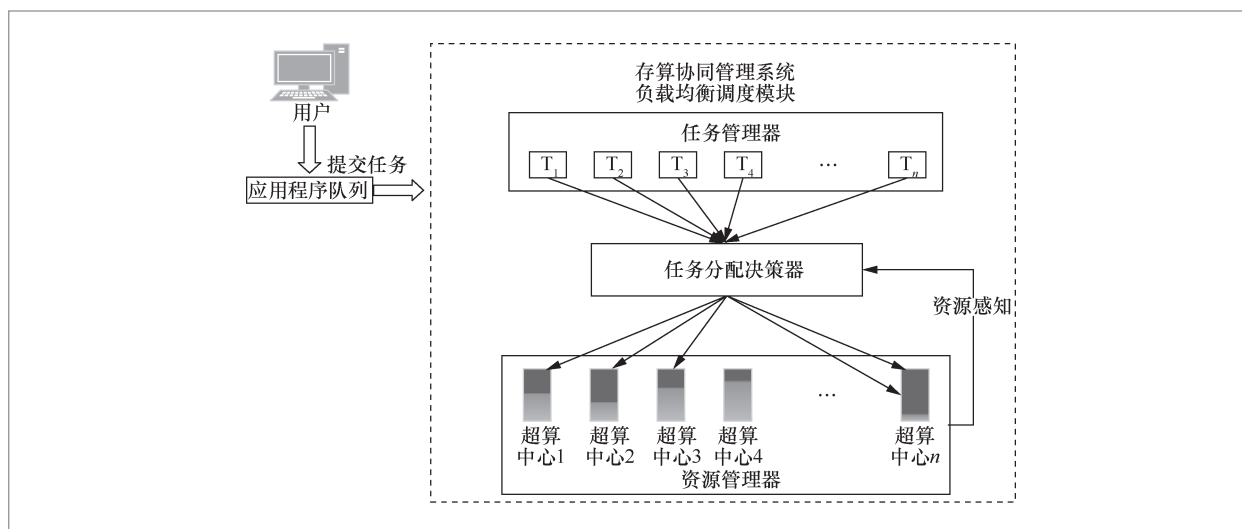 存算协同管理系统
负载均衡调度模块
用户
任务管理器
提交任务
T1 T2 T3 T4 … Tn
应用程序队列
任务分配决策器
资源感知
…
超算
中心1
超算
中心2
超算
中心3
超算
中心4
超算
中心n
资源管理器